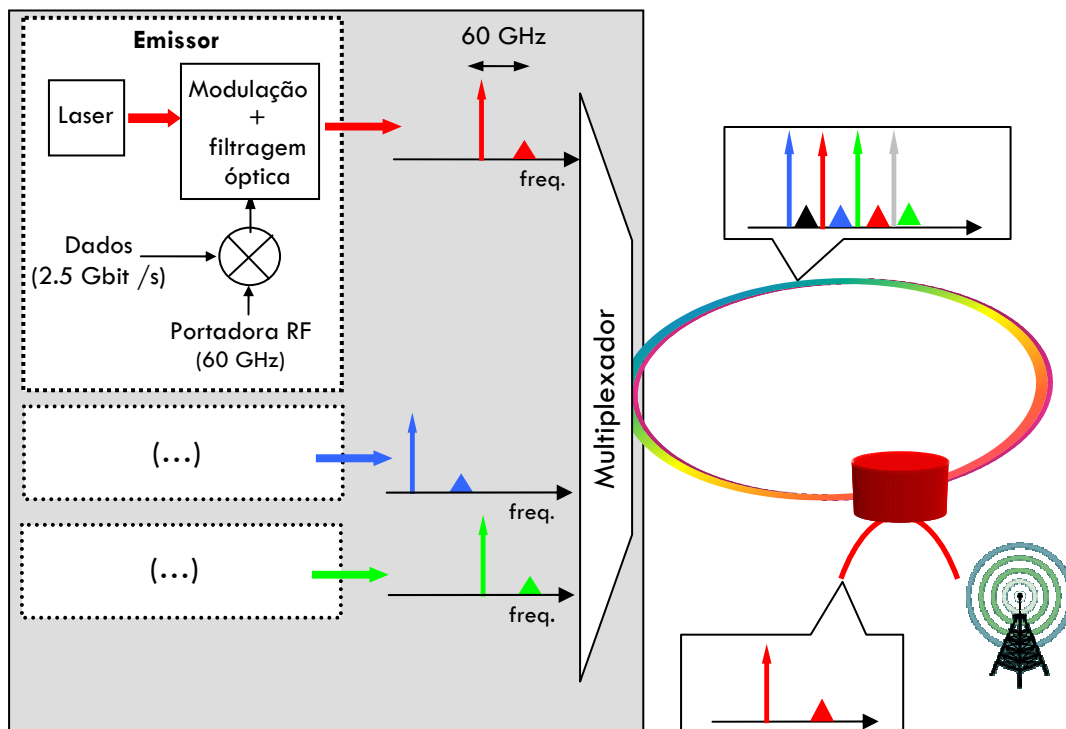 Emissor
Laser
Modulação
+
filtragem
óptica
Dados
(2.5 Gbit /s)
Portadora RF
(60 GHz)
60 GHz
freq.
(...)
freq.
(...)
freq.
Multiplexador